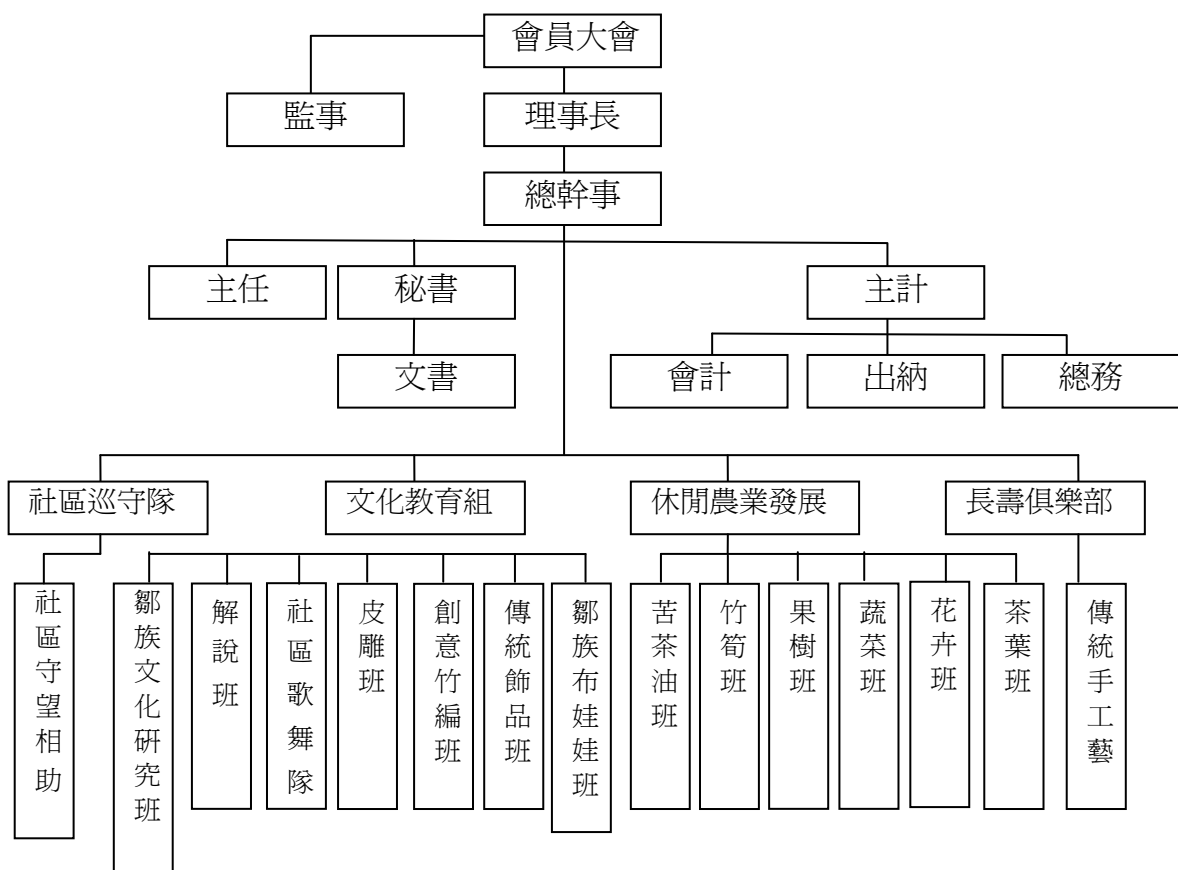 會員大會
監事
理事長
總幹事
主任
秘書
主計
文書
會計
出納
總務
社區巡守隊
文化教育組
休閒農業發展
長壽俱樂部
社區守望相助
鄒族文化研究班
解說班
社區歌舞隊
皮雕班
創意竹編班
傳統飾品班
鄒族布娃娃班
苦茶油班
竹筍班
果樹班
蔬菜班
花卉班
茶葉班
傳統手工藝